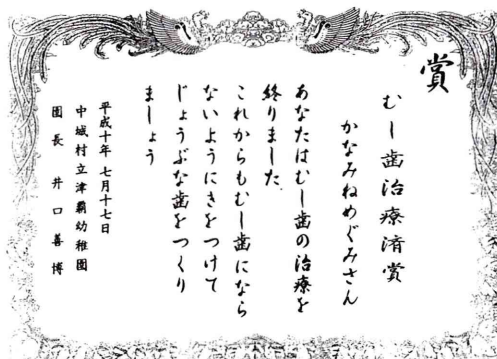 賞
むし歯治療済賞
かなみねめぐみさん
あなたはむし歯の治療を
終りました。
これからもむし歯になら
ないようにきをつけて
じょうぶな歯をつくり
ましょう
平成十年 七月十七日
中城村立津覇幼稚園
園長 井口善博